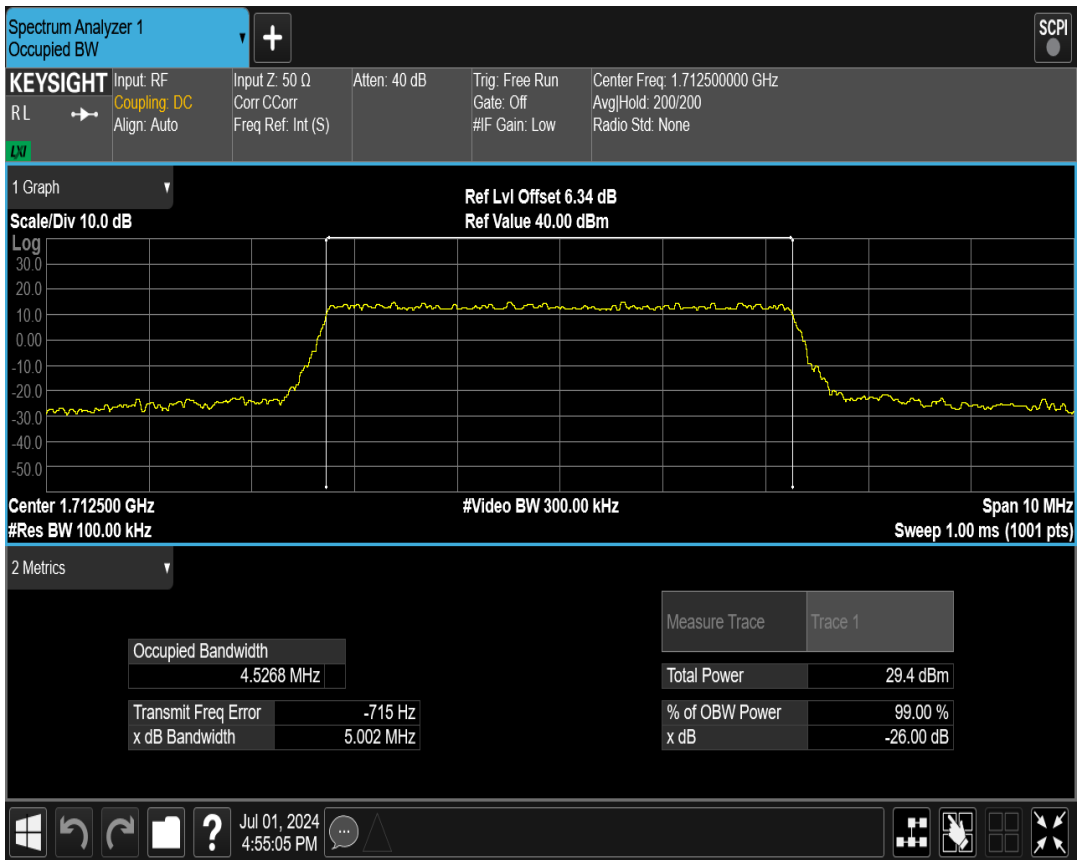 Spectrum Analyzer 1
Occupied BW
+
SCPI
KEYSIGHT
RL
LXI
Input: RF
Coupling: DC
Align: Auto
Input Z: 50 Ω
Corr CCorr
Freq Ref: Int (S)
Atten: 40 dB
Trig: Free Run
Gate: Off
#IF Gain: Low
Center Freq: 1.712500000 GHz
Avg|Hold: 200/200
Radio Std: None
1 Graph
Scale/Div 10.0 dB
Ref Lvl Offset 6.34 dB
Ref Value 40.00 dBm
Log
30.0
20.0
10.0
0.00
-10.0
-20.0
-30.0
-40.0
-50.0
Center 1.712500 GHz
#Video BW 300.00 kHz
Span 10 MHz
#Res BW 100.00 kHz
Sweep 1.00 ms (1001 pts)
2 Metrics
Measure Trace Trace 1
Occupied Bandwidth
4.5268 MHz
Total Power 29.4 dBm
Transmit Freq Error -715 Hz
% of OBW Power 99.00 %
x dB Bandwidth 5.002 MHz
x dB -26.00 dB
?
Jul 01, 2024
4:55:05 PM